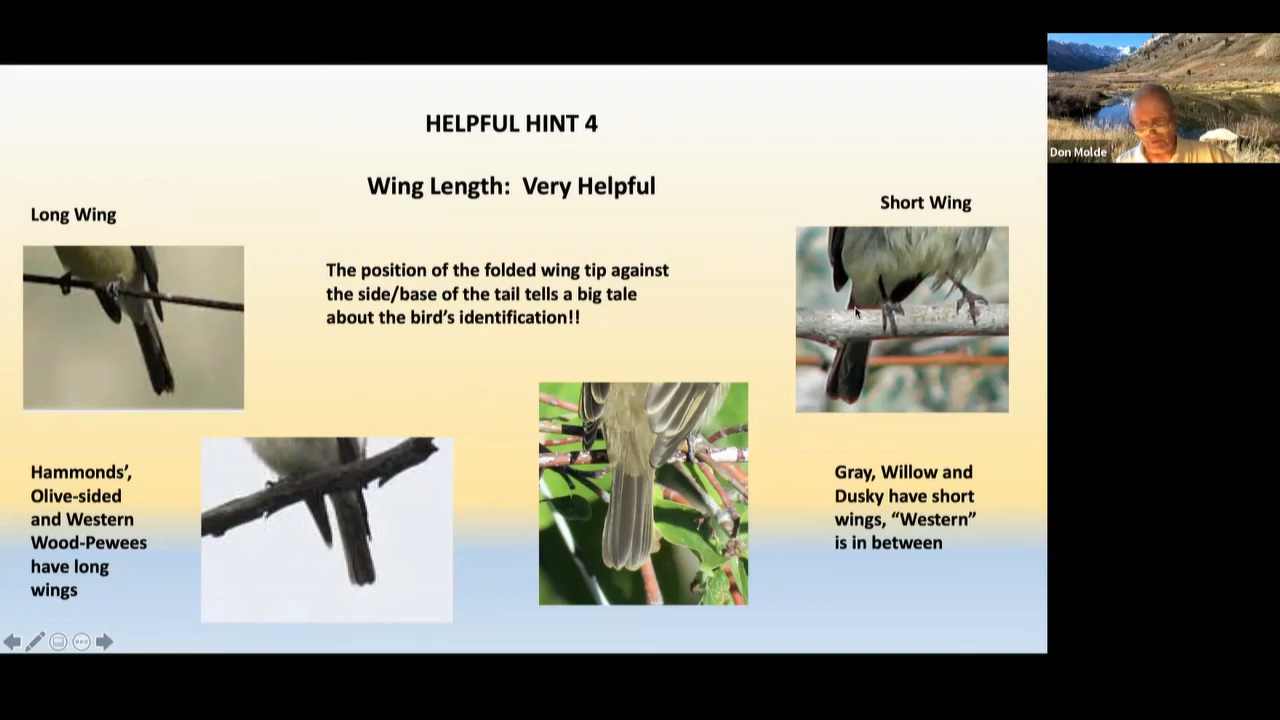 HELPFUL HINT 4
Wing Length: Very Helpful
Long Wing
Short Wing
The position of the folded wing tip against
the side/base of the tail tells a big tale
about the bird's identification!!
Hammonds',
Olive-sided
and Western
Wood-Pewees
have long
wings
Gray, Willow and
Dusky have short
wings, “Western”
is in between
Don Molde